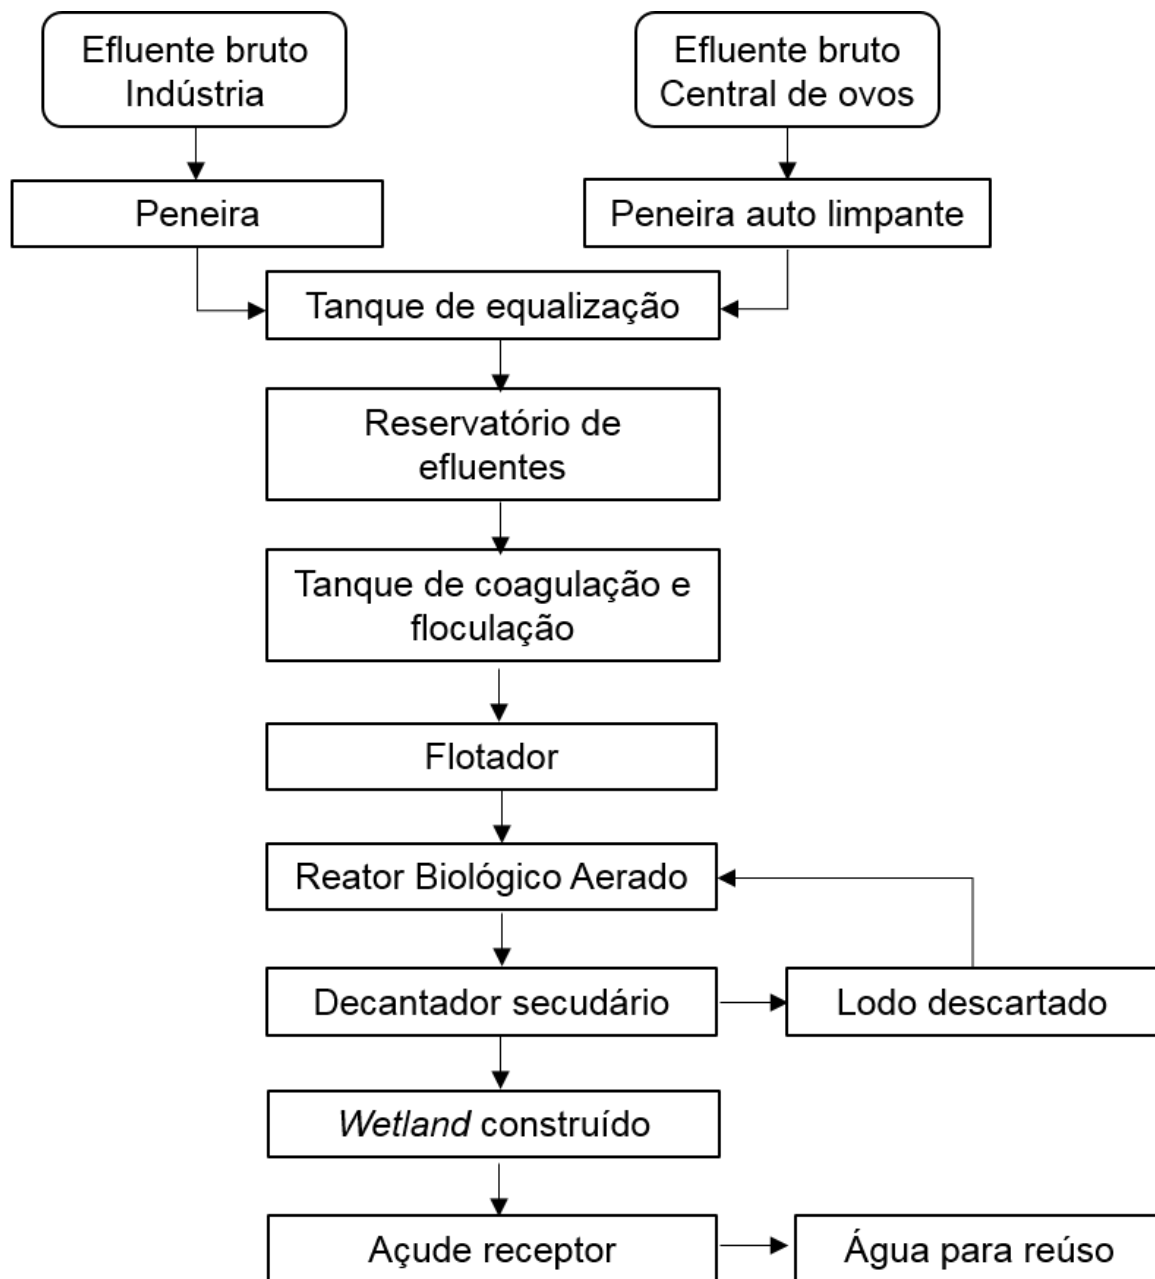 Efluente bruto
Indústria
Efluente bruto
Central de ovos
Peneira
Peneira auto limpante
Tanque de equalização
Reservatório de
efluentes
Tanque de coagulação e
floculação
Flotador
Reator Biológico Aerado
Decantador secudário
Lodo descartado
Wetland construído
Açude receptor
Água para reúso